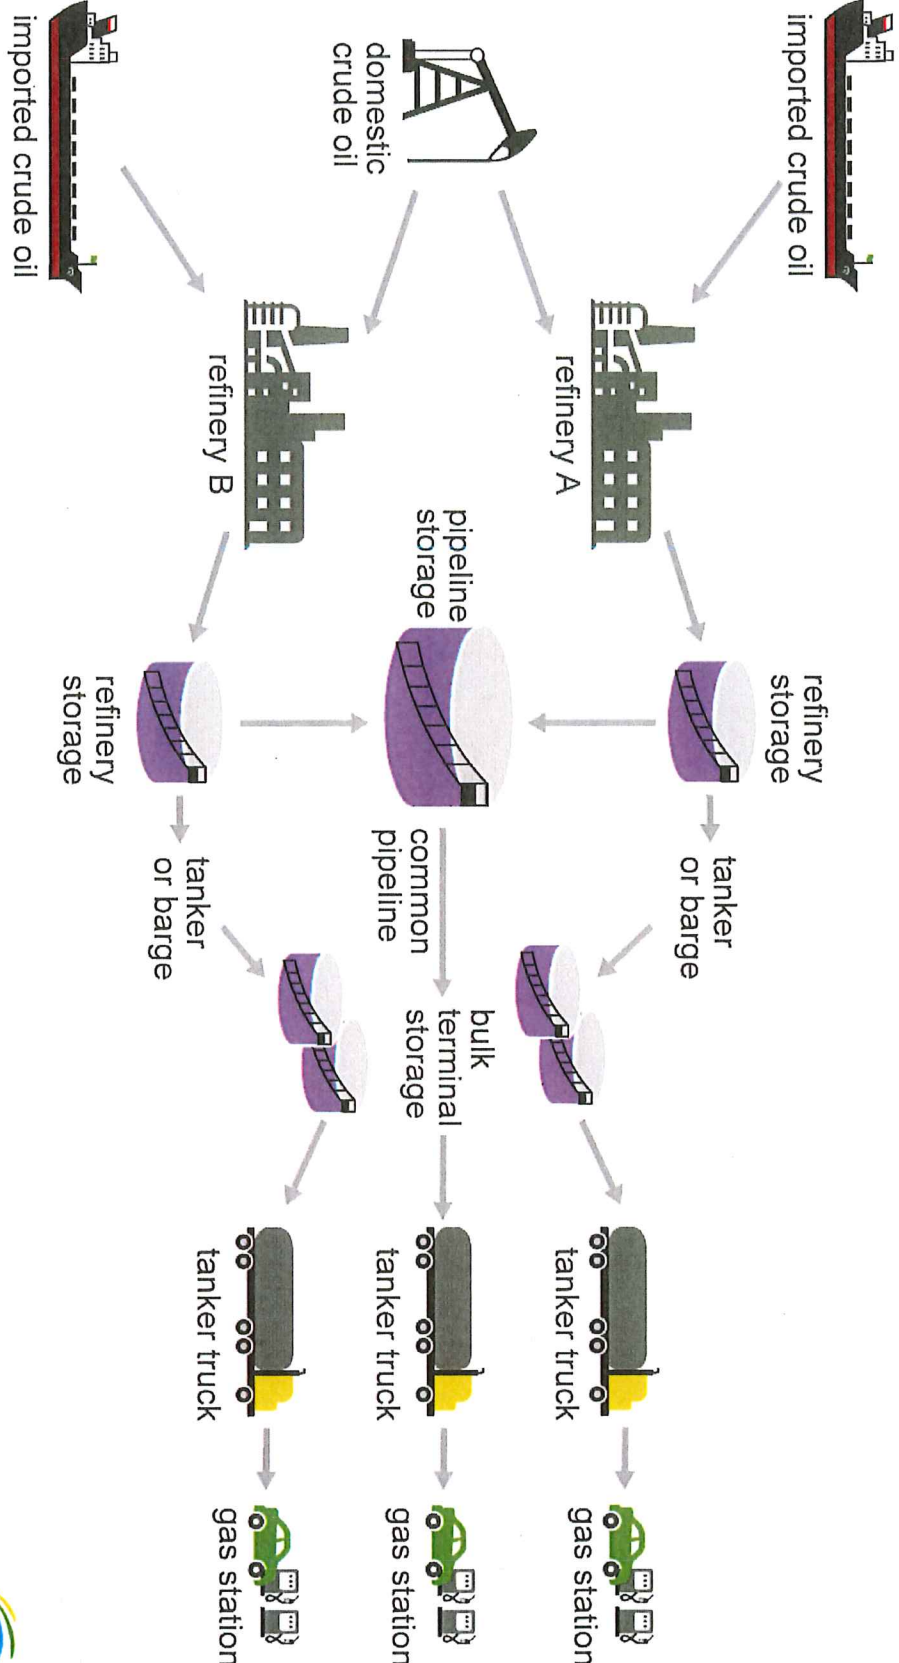 imported crude oil
refinery A
refinery
storage
tanker
or barge
tanker truck
gas station
domestic
crude oil
pipeline
storage
common
pipeline
bulk
terminal
storage
tanker truck
gas station
imported crude oil
refinery B
refinery
storage
tanker
or barge
tanker truck
gas station